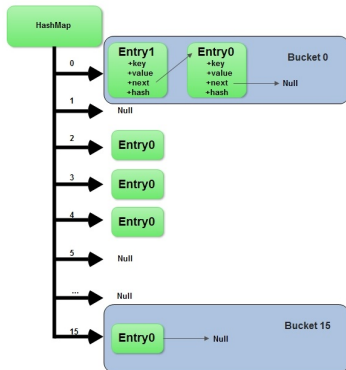 HashMap
0
Entry1
+key
+value
+next
+hash
Entry0
+key
+value
+next
+hash
Null
Bucket 0
1
Null
2
Entry0
3
Entry0
4
Entry0
5
Null
...
Null
15
Entry0
Null
Bucket 15